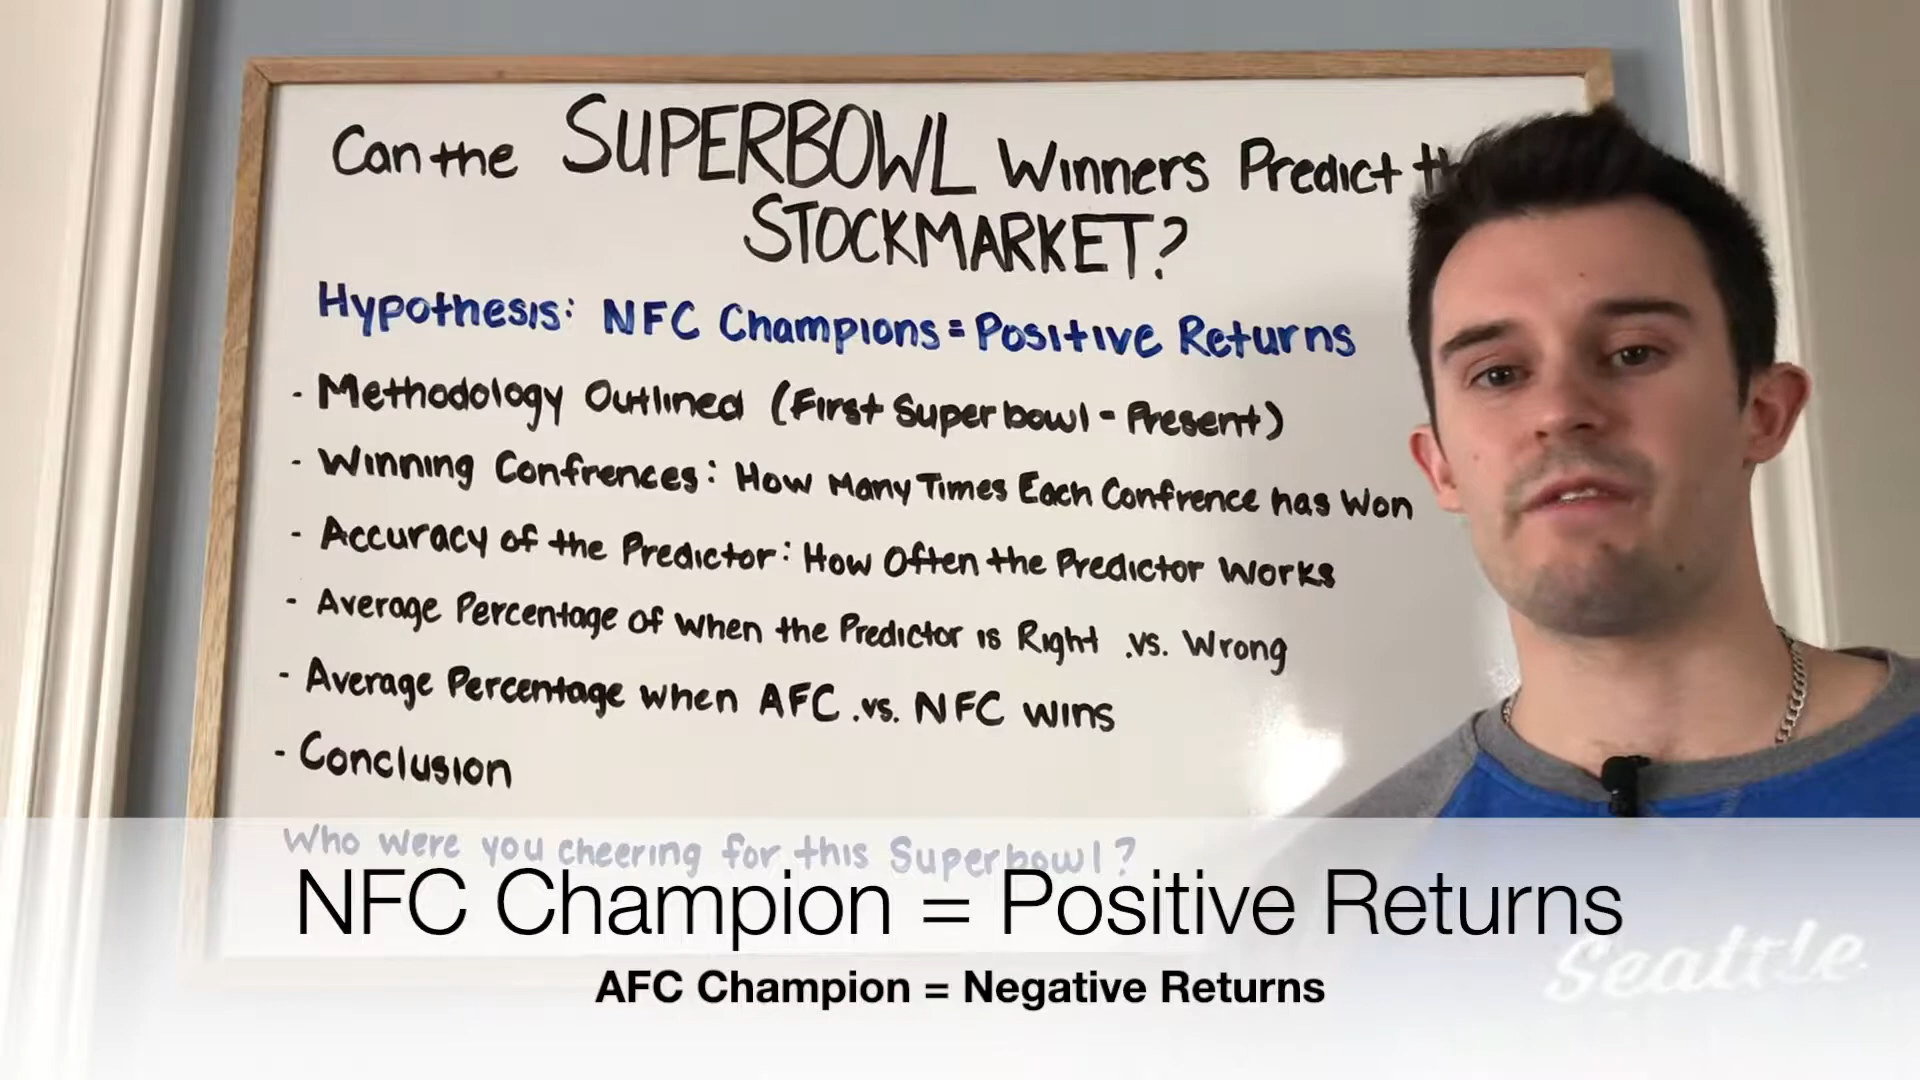 Can the SUPERBOWL Winners Predict
STOCKMARKET?
Hypothesis: NFC Champions = Positive Returns
- Methodology Outlined (First Superbowl - Present)
- Winning Confrences: How Many Times Each Confrence has Won
- Accuracy of the Predictor: How Often the Predictor Works
- Average Percentage of when the Predictor is Right .vs. Wrong
- Average Percentage when AFC .vs. NFC wins
- Conclusion
Who were you cheering for this Superbowl?
NFC Champion = Positive Returns
Seattle
AFC Champion = Negative Returns